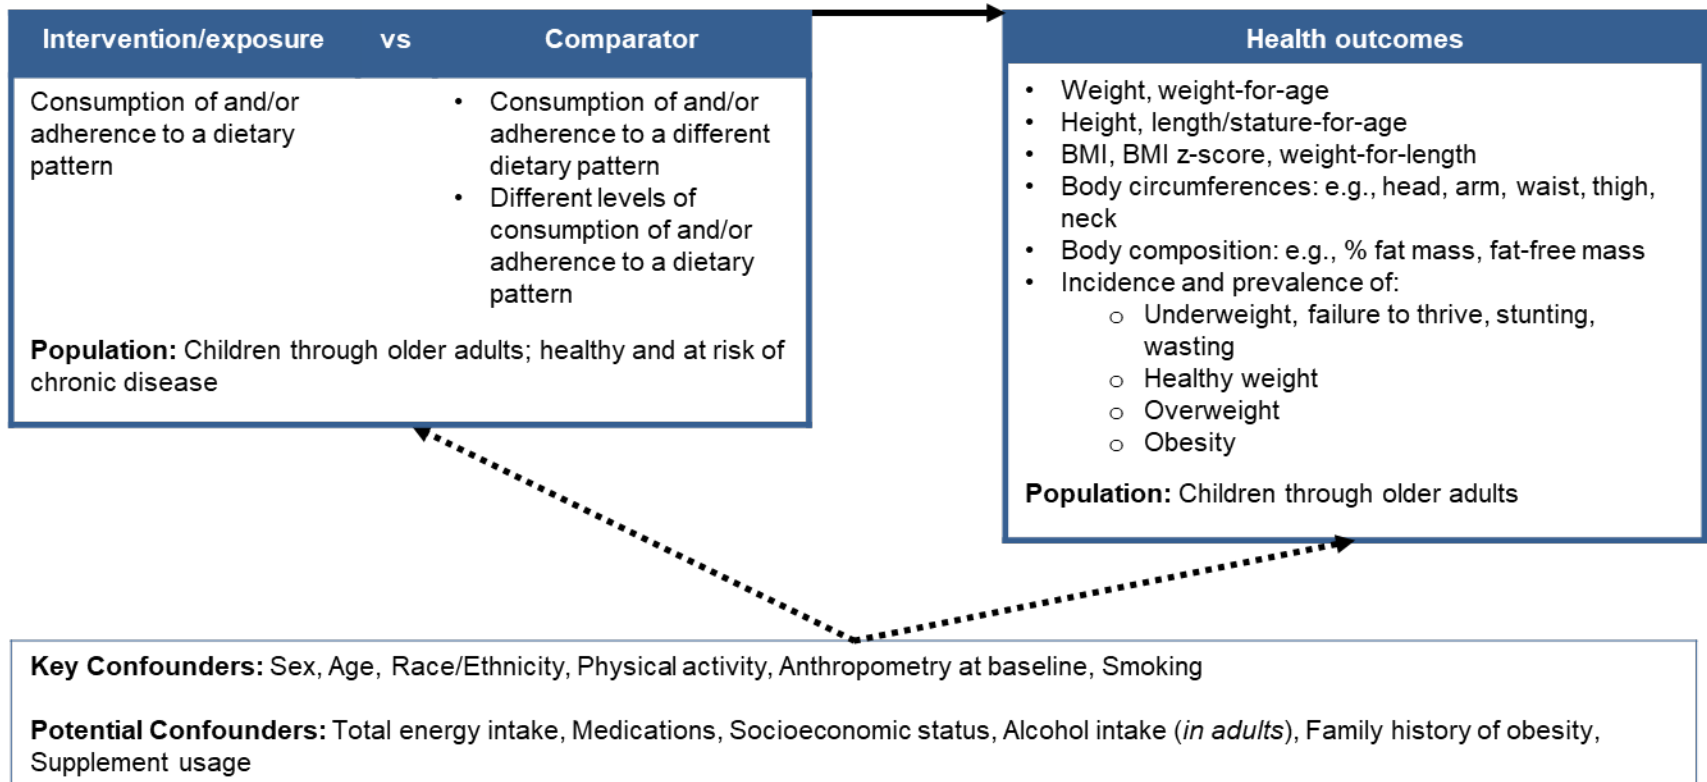 Intervention/exposure vs Comparator
Consumption of and/or
adherence to a dietary
pattern
• Consumption of and/or
adherence to a different
dietary pattern
• Different levels of
consumption of and/or
adherence to a dietary
pattern
Population: Children through older adults; healthy and at risk of
chronic disease
Health outcomes
• Weight, weight-for-age
• Height, length/stature-for-age
• BMI, BMI z-score, weight-for-length
• Body circumferences: e.g., head, arm, waist, thigh,
neck
• Body composition: e.g., % fat mass, fat-free mass
• Incidence and prevalence of:
o Underweight, failure to thrive, stunting,
wasting
o Healthy weight
o Overweight
o Obesity
Population: Children through older adults
Key Confounders: Sex, Age, Race/Ethnicity, Physical activity, Anthropometry at baseline, Smoking
Potential Confounders: Total energy intake, Medications, Socioeconomic status, Alcohol intake (in adults), Family history of obesity,
Supplement usage